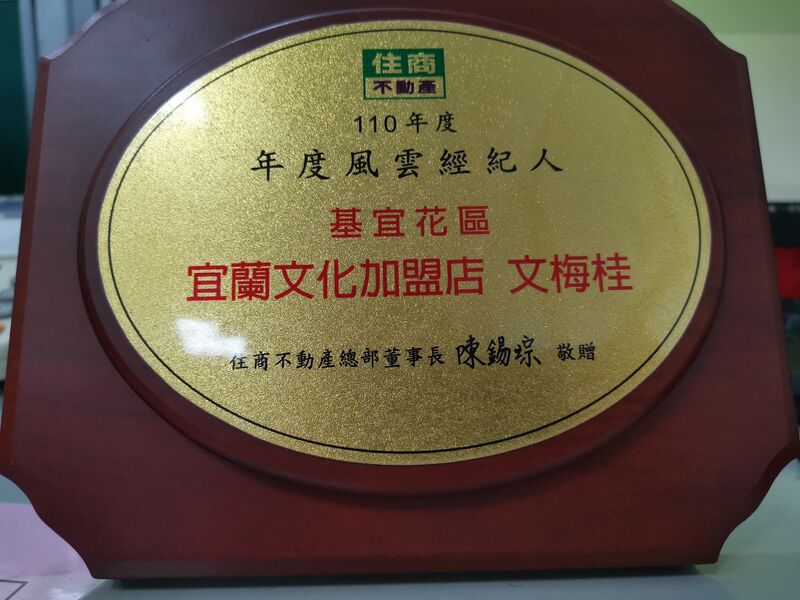 住商
不動產
110年度
年度風雲經紀人
基宜花區
宜蘭文化加盟店 文梅桂
住商不動產總部董事長 陳錫琮 敬贈